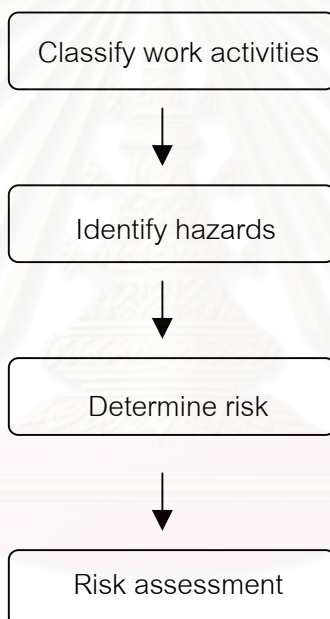 Classify work activities
Identify hazards
Determine risk
Risk assessment